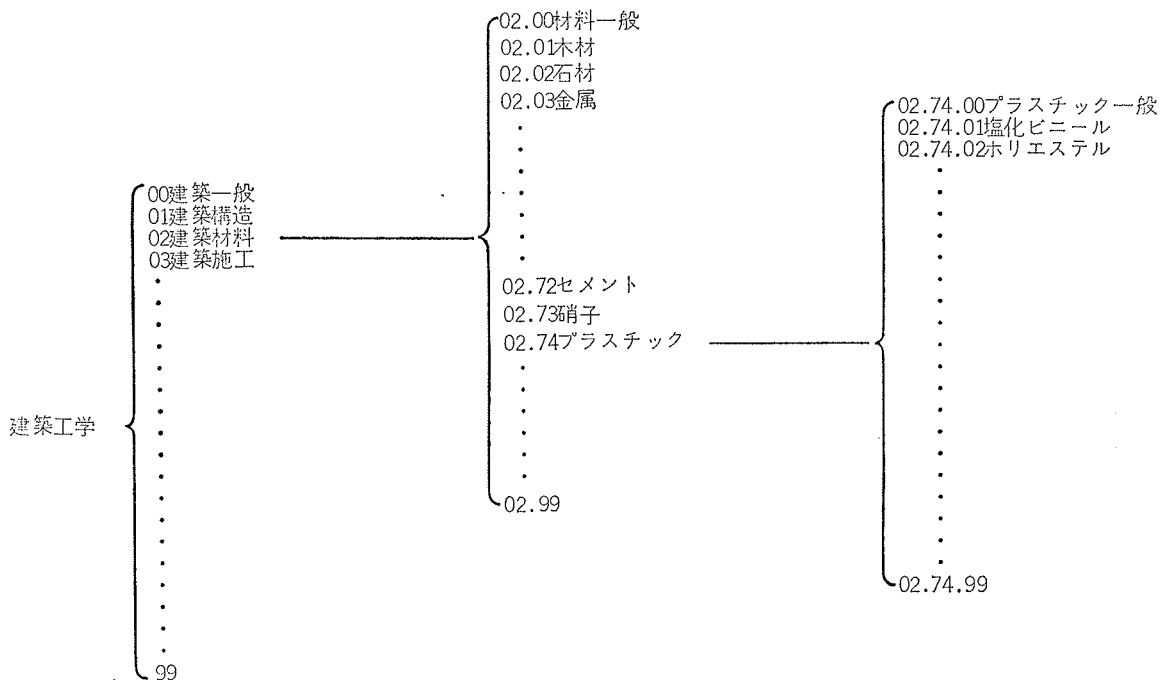 建築工学
00建築一般
01建築構造
02建築材料
03建築施工
99
02.00材料一般
02.01木材
02.02石材
02.03金属
02.72セメント
02.73硝子
02.74プラスチック
02.99
02.74.00プラスチック一般
02.74.01塩化ビニール
02.74.02ホリエステル
02.74.99